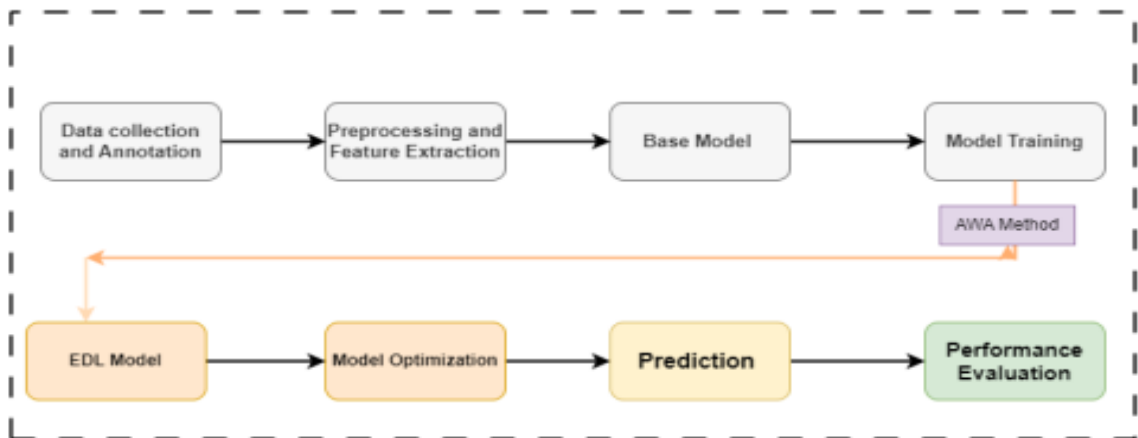 Data collection
and Annotation
Preprocessing and
Feature Extraction
Base Model
Model Training
AWA Method
EDL Model
Model Optimization
Prediction
Performance
Evaluation